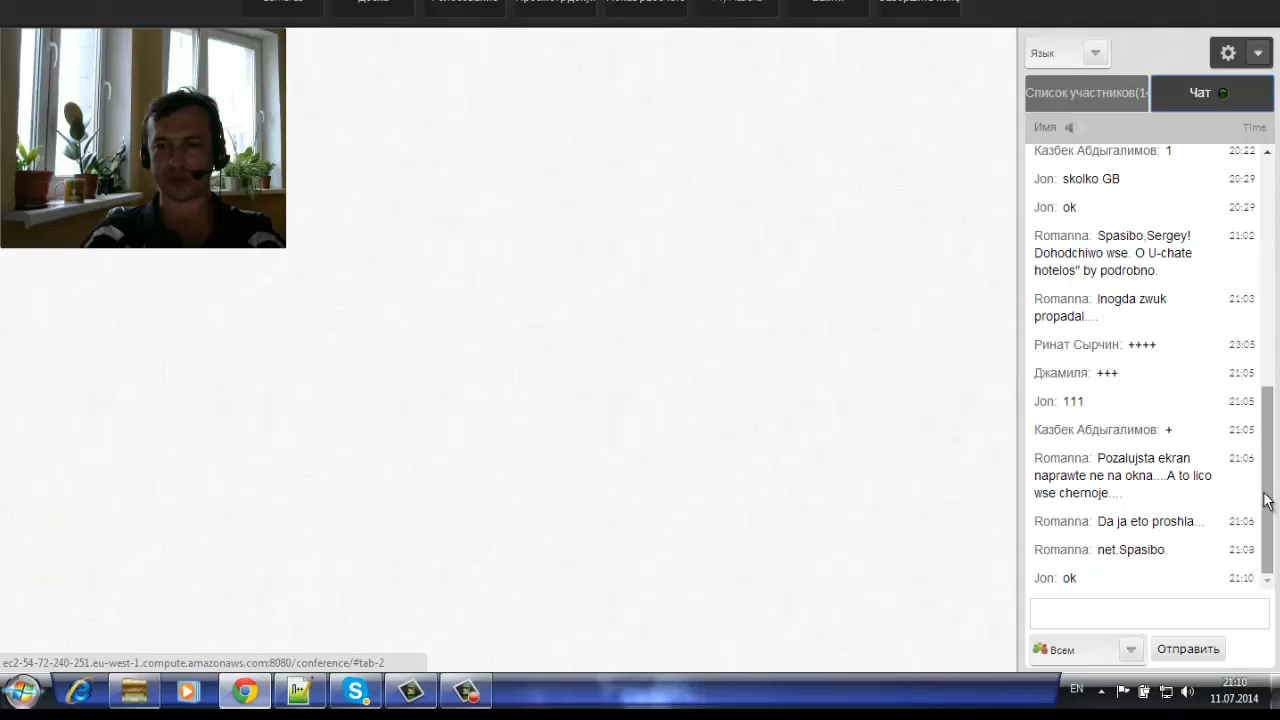 Язык
Список участников(1
Чат
Имя
Time
Казбек Абдыгалимов: 1 20:22
Jon: skolko GB 20:29
Jon: ok 20:29
Romanna: Spasibo,Sergey! 21:02
Dohodchiwo wse. O U-chate
hotelos" by podrobno.
Romanna: Inogda zwuk 21:03
propadal....
Ринат Сырчин: ++++ 23:05
Джамиля: +++ 21:05
Jon: 111 21:05
Казбек Абдыгалимов: + 21:05
Romanna: Pozalujsta ekran 21:06
naprawte ne na okna....A to lico
wse chernoje....
Romanna: Da ja eto proshla... 21:06
Romanna: net.Spasibo. 21:08
Jon: ok 21:10
Всем
Отправить
ec2-54-72-240-251.eu-west-1.compute.amazonaws.com:8080/conference/#tab-2
EN
21:10
11.07.2014